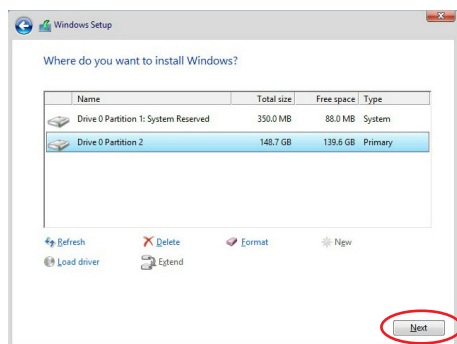 Windows Setup
Where do you want to install Windows?
Name Total size Free space Type
Drive 0 Partition 1: System Reserved 350.0 MB 88.0 MB System
Drive 0 Partition 2 148.7 GB 139.6 GB Primary
Refresh Delete Format New
Load driver Extend
Next